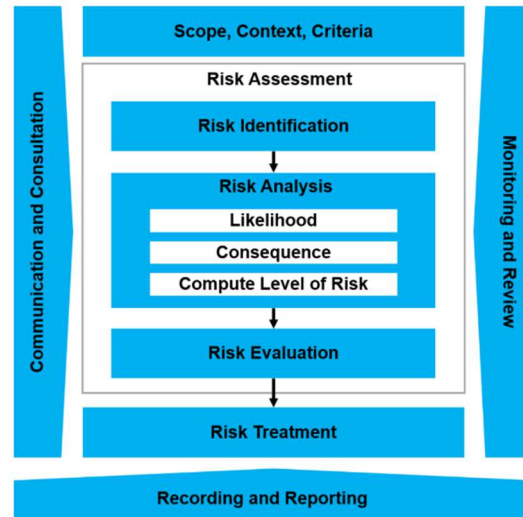 Scope, Context, Criteria
Communication and Consultation
Risk Assessment
Risk Identification
Risk Analysis
Likelihood
Consequence
Compute Level of Risk
Risk Evaluation
Risk Treatment
Monitoring and Review
Recording and Reporting